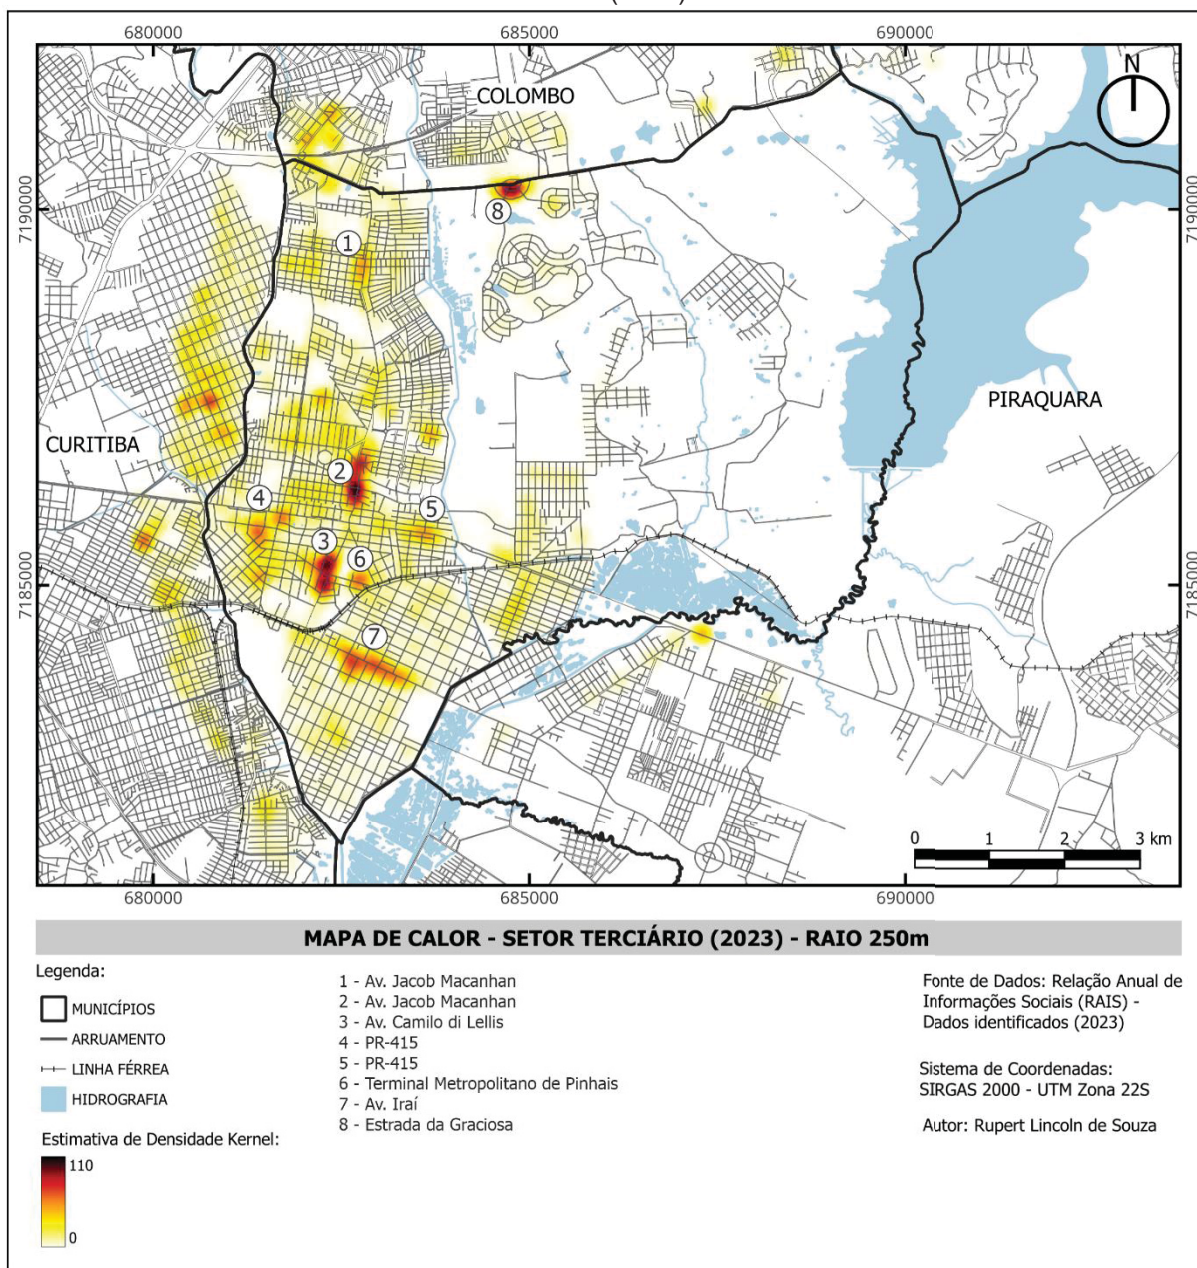 680000
685000
690000
N
COLOMBO
7190000
7190000
8
1
PIRAQUARA
CURITIBA
2
4
5
3
6
7185000
7185000
7
0 1 2 3 km
680000
685000
690000
MAPA DE CALOR - SETOR TERCIÁRIO (2023) - RAIO 250m
Legenda:
MUNICÍPIOS
ARRUAMENTO
LINHA FÉRREA
HIDROGRAFIA
Estimativa de Densidade Kernel:
110
0
1 - Av. Jacob Macanhan
2 - Av. Jacob Macanhan
3 - Av. Camilo di Lellis
4 - PR-415
5 - PR-415
6 - Terminal Metropolitano de Pinhais
7 - Av. Iraí
8 - Estrada da Graciosa
Fonte de Dados: Relação Anual de
Informações Sociais (RAIS) -
Dados identificados (2023)
Sistema de Coordenadas:
SIRGAS 2000 - UTM Zona 22S
Autor: Rupert Lincoln de Souza